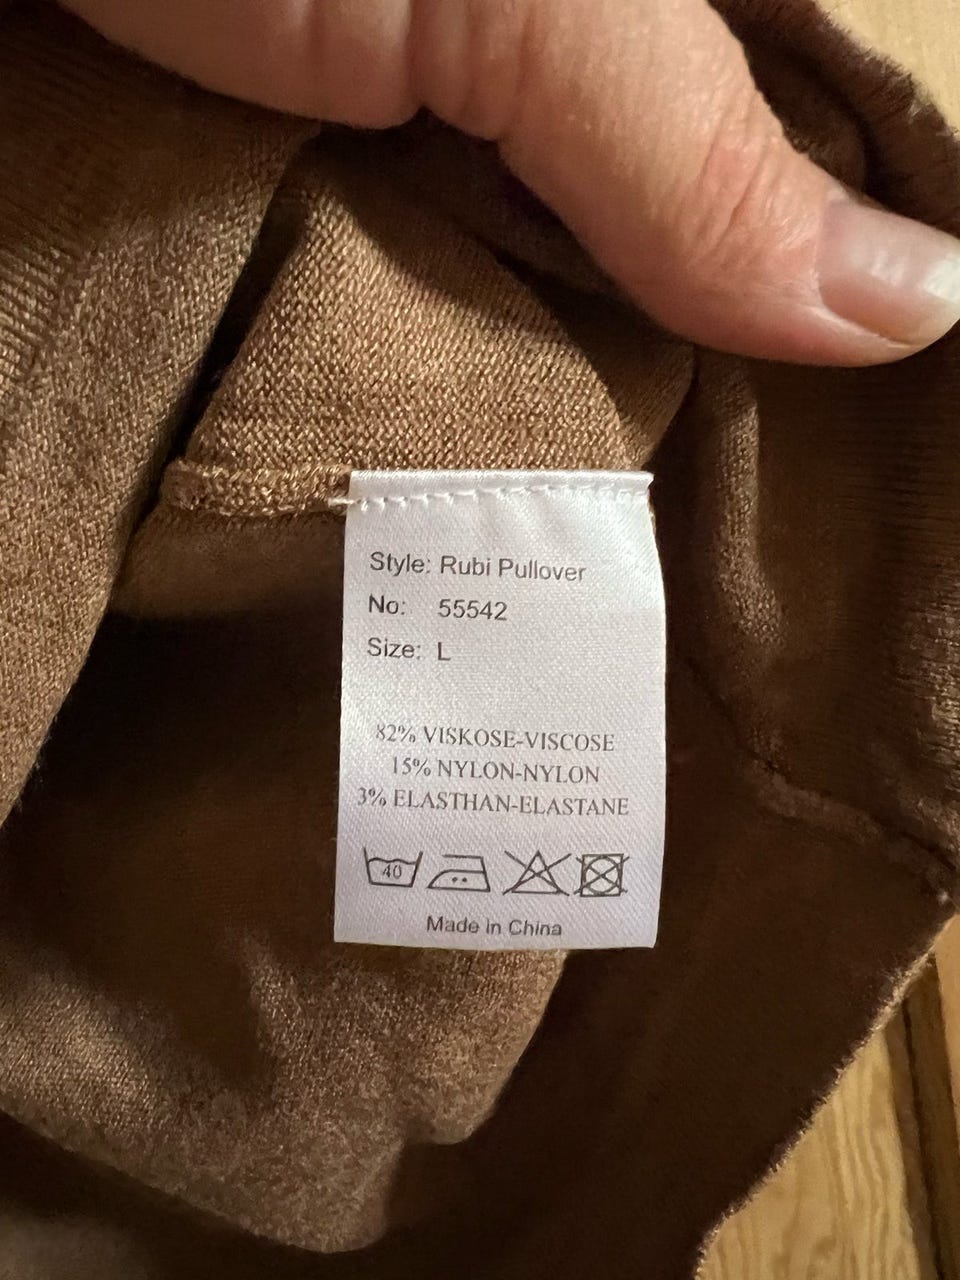 Style: Rubi Pullover
No: 55542
Size: L
82% VISKOSE-VISCOSE
15% NYLON-NYLON
3% ELASTHAN-ELASTANE
40
Made in China